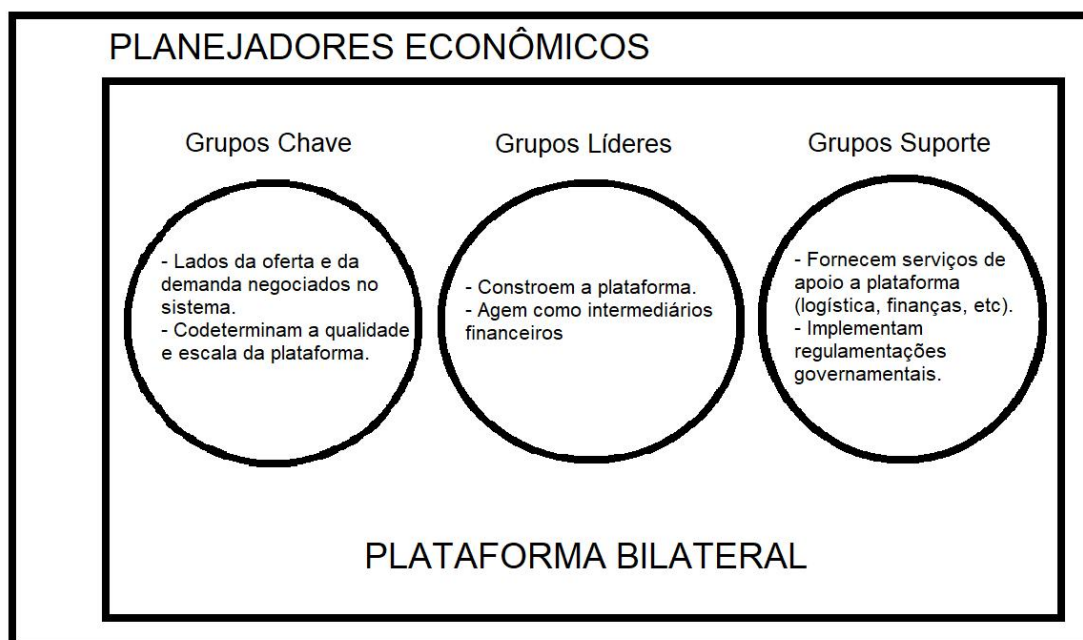 PLANEJADORES ECONÔMICOS
Grupos Chave
- Lados da oferta e da
demanda negociados no
sistema.
- Codeterminam a qualidade
e escala da plataforma.
Grupos Líderes
- Constroem a plataforma.
- Agem como intermediários
financeiros
Grupos Suporte
- Fornecem serviços de
apoio a plataforma
(logística, finanças, etc).
- Implementam
regulamentações
governamentais.
PLATAFORMA BILATERAL